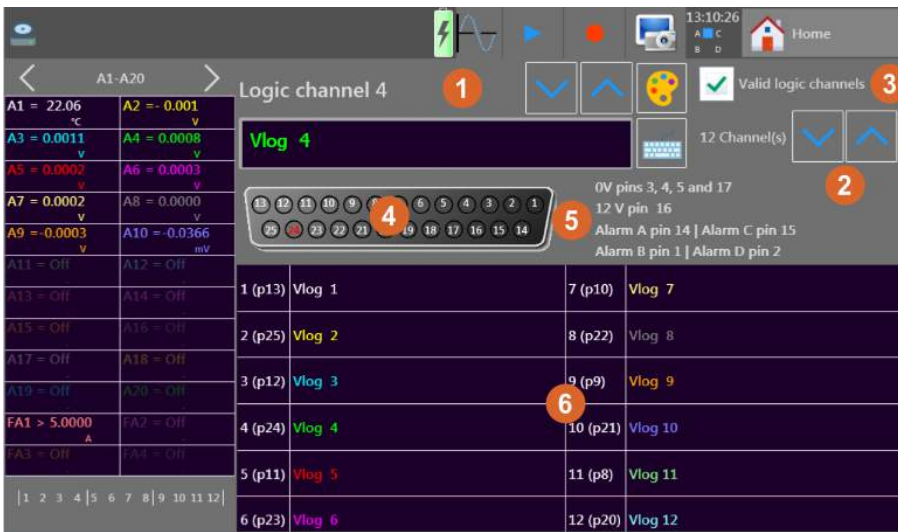 13:10:26
A C
B D
Home
A1-A20
A1 = 22.06
°C
A2 =- 0.001
V
A3 = 0.0011
V
A4 = 0.0008
V
A5 = 0.0002
V
A6 = 0.0003
V
A7 = 0.0002
V
A8 = 0.0000
V
A9 =-0.0003
V
A10 =-0.0366
mV
A11 = Off
A12 = Off
A13 = Off
A14 = Off
A15 = Off
A16 = Off
A17 = Off
A18 = Off
A19 = Off
A20 = Off
FA1 > 5.0000
A
FA2 = Off
FA3 = Off
FA4 = Off
|1 2 3 4|5 6 7 8|9 10 11 12|
Logic channel 4
1
Valid logic channels
3
Vlog 4
12 Channel(s)
2
13 12 11 10 9 6 5 4 3 2 1
4
25 24 23 22 21 19 18 17 16 15 14
5
0V pins 3, 4, 5 and 17
12 V pin 16
Alarm A pin 14 | Alarm C pin 15
Alarm B pin 1 | Alarm D pin 2
1 (p13) Vlog 1
2 (p25) Vlog 2
3 (p12) Vlog 3
4 (p24) Vlog 4
5 (p11) Vlog 5
6 (p23) Vlog 6
6
7 (p10) Vlog 7
8 (p22) Vlog 8
9 (p9) Vlog 9
10 (p21) Vlog 10
11 (p8) Vlog 11
12 (p20) Vlog 12